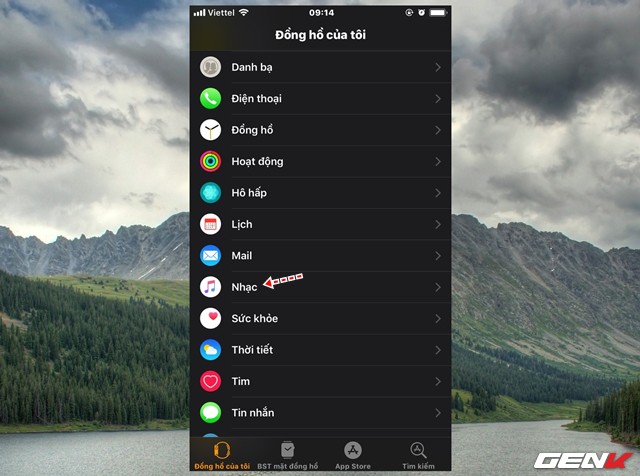 Viettel 09:14
Đồng hồ của tôi
Danh bạ
Điện thoại
Đồng hồ
Hoạt động
Hô hấp
Lịch
Mail
Nhạc
Sức khỏe
Thời tiết
Tim
Tin nhắn
Đồng hồ của tôi BST mặt đồng hồ App Store Tìm kiếm
GENK